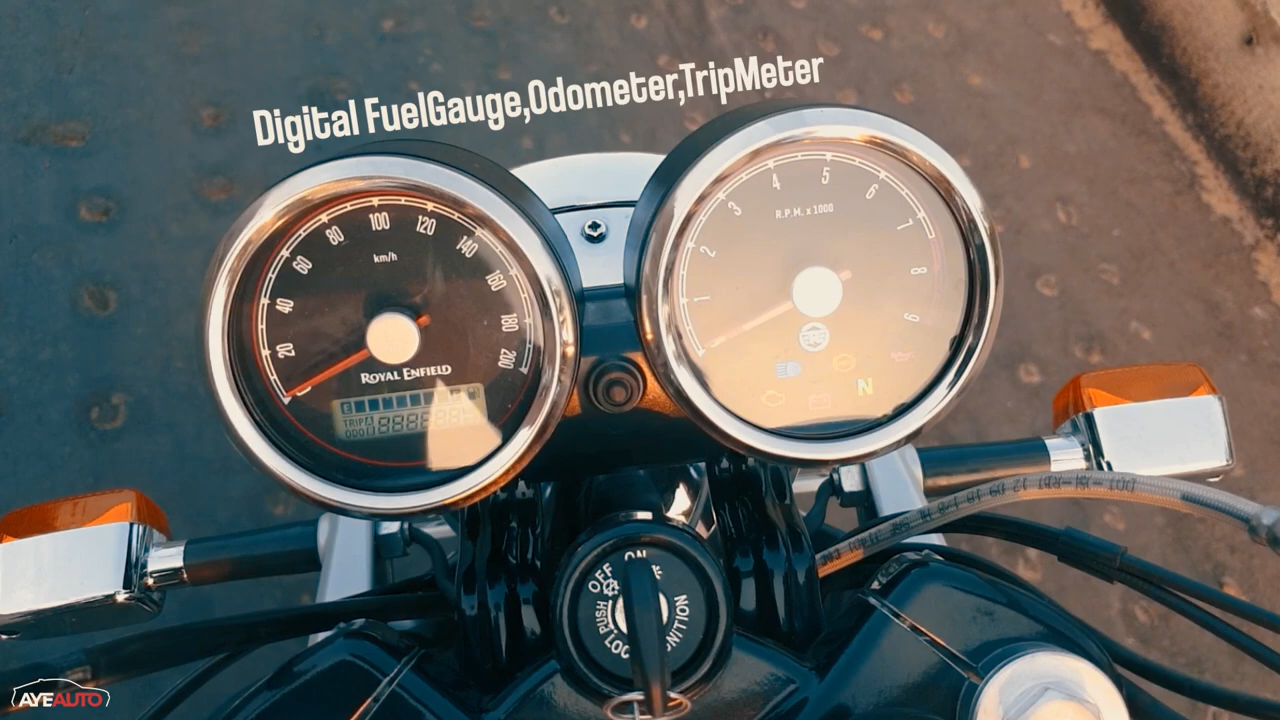 Digital FuelGauge,Odometer,TripMeter
20 40 60 80 100 120 140 160 180 200
km/h
ROYAL ENFIELD
E F
TRIP A
ODO
1 2 3 4 5 6 7 8 9
R.P.M. x 1000
N
ON
OFF
PUSH
LOCK
IGNITION
AYEAUTO